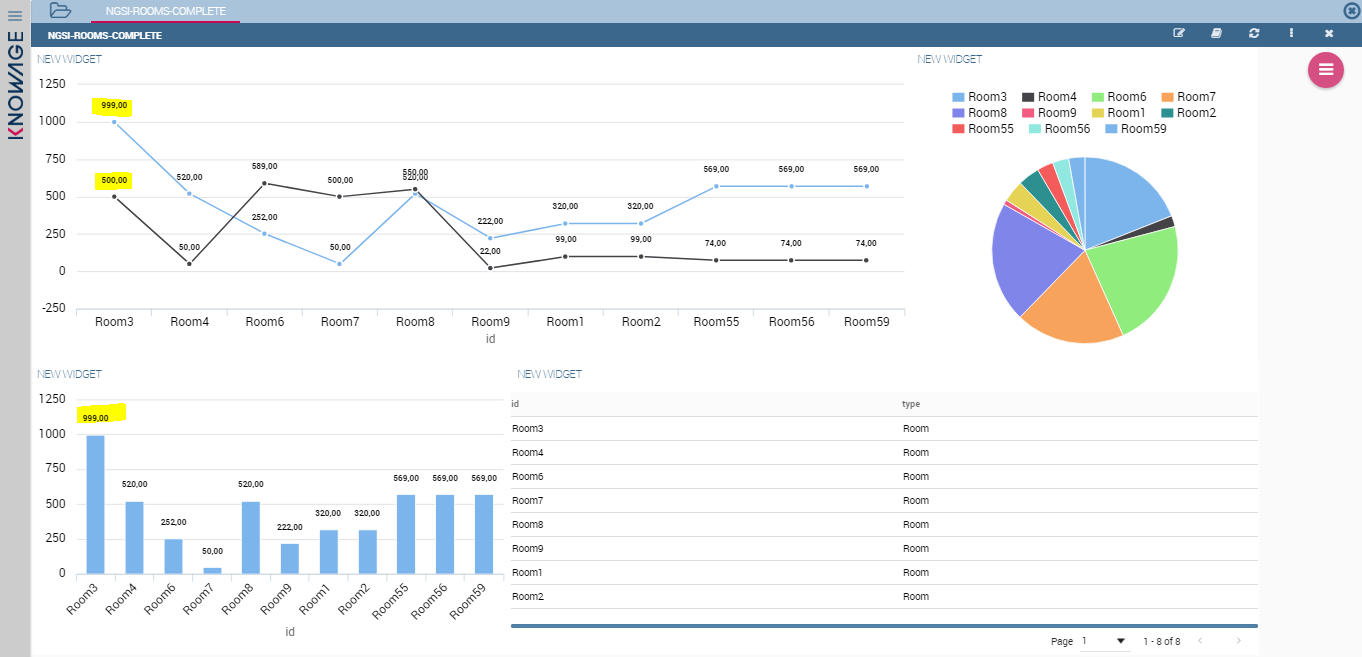 NGSI-ROOMS-COMPLETE
KNOWAGE
NGSI-ROOMS-COMPLETE
NEW WIDGET
1250
1000
750
500
250
0
-250
999,00
520,00
252,00
50,00
520,00
222,00
320,00
320,00
569,00
569,00
569,00
500,00
50,00
589,00
500,00
550,00
22,00
99,00
99,00
74,00
74,00
74,00
Room3 Room4 Room6 Room7 Room8 Room9 Room1 Room2 Room55 Room56 Room59
id
NEW WIDGET
Room3 Room4 Room6 Room7
Room8 Room9 Room1 Room2
Room55 Room56 Room59
NEW WIDGET
1250
1000
750
500
250
0
999,00
520,00
252,00
50,00
520,00
222,00
320,00
320,00
569,00
569,00
569,00
Room3 Room4 Room6 Room7 Room8 Room9 Room1 Room2 Room55 Room56 Room59
id
NEW WIDGET
id type
Room3 Room
Room4 Room
Room6 Room
Room7 Room
Room8 Room
Room9 Room
Room1 Room
Room2 Room
Page 1 1 - 8 of 8